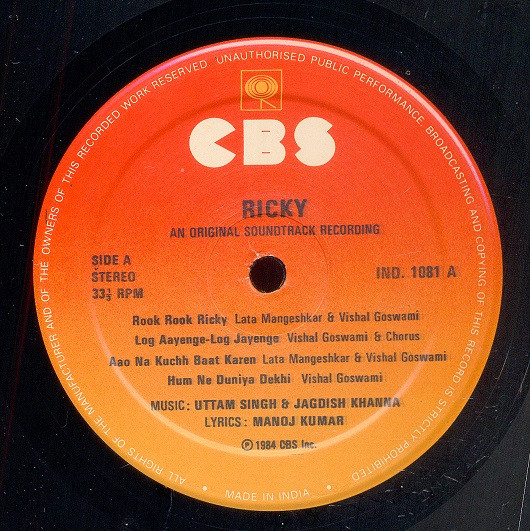 ALL RIGHTS OF THE MANUFACTURER AND OF THE OWNERS OF THIS RECORDED WORK RESERVED UNAUTHORISED PUBLIC PERFORMANCE, BROADCASTING AND COPYING OF THIS RECORD IS STRICTLY PROHIBITED
CBS
RICKY
AN ORIGINAL SOUNDTRACK RECORDING
SIDE A
STEREO
33⅓ RPM
IND. 1081 A
Rook Rook Ricky Lata Mangeshkar & Vishal Goswami
Log Aayenge-Log Jayenge Vishal Goswami & Chorus
Aao Na Kuchh Baat Karen Lata Mangeshkar & Vishal Goswami
Hum Ne Duniya Dekhi Vishal Goswami
MUSIC: UTTAM SINGH & JAGDISH KHANNA
LYRICS: MANOJ KUMAR
℗ 1984 CBS Inc.
• MADE IN INDIA •